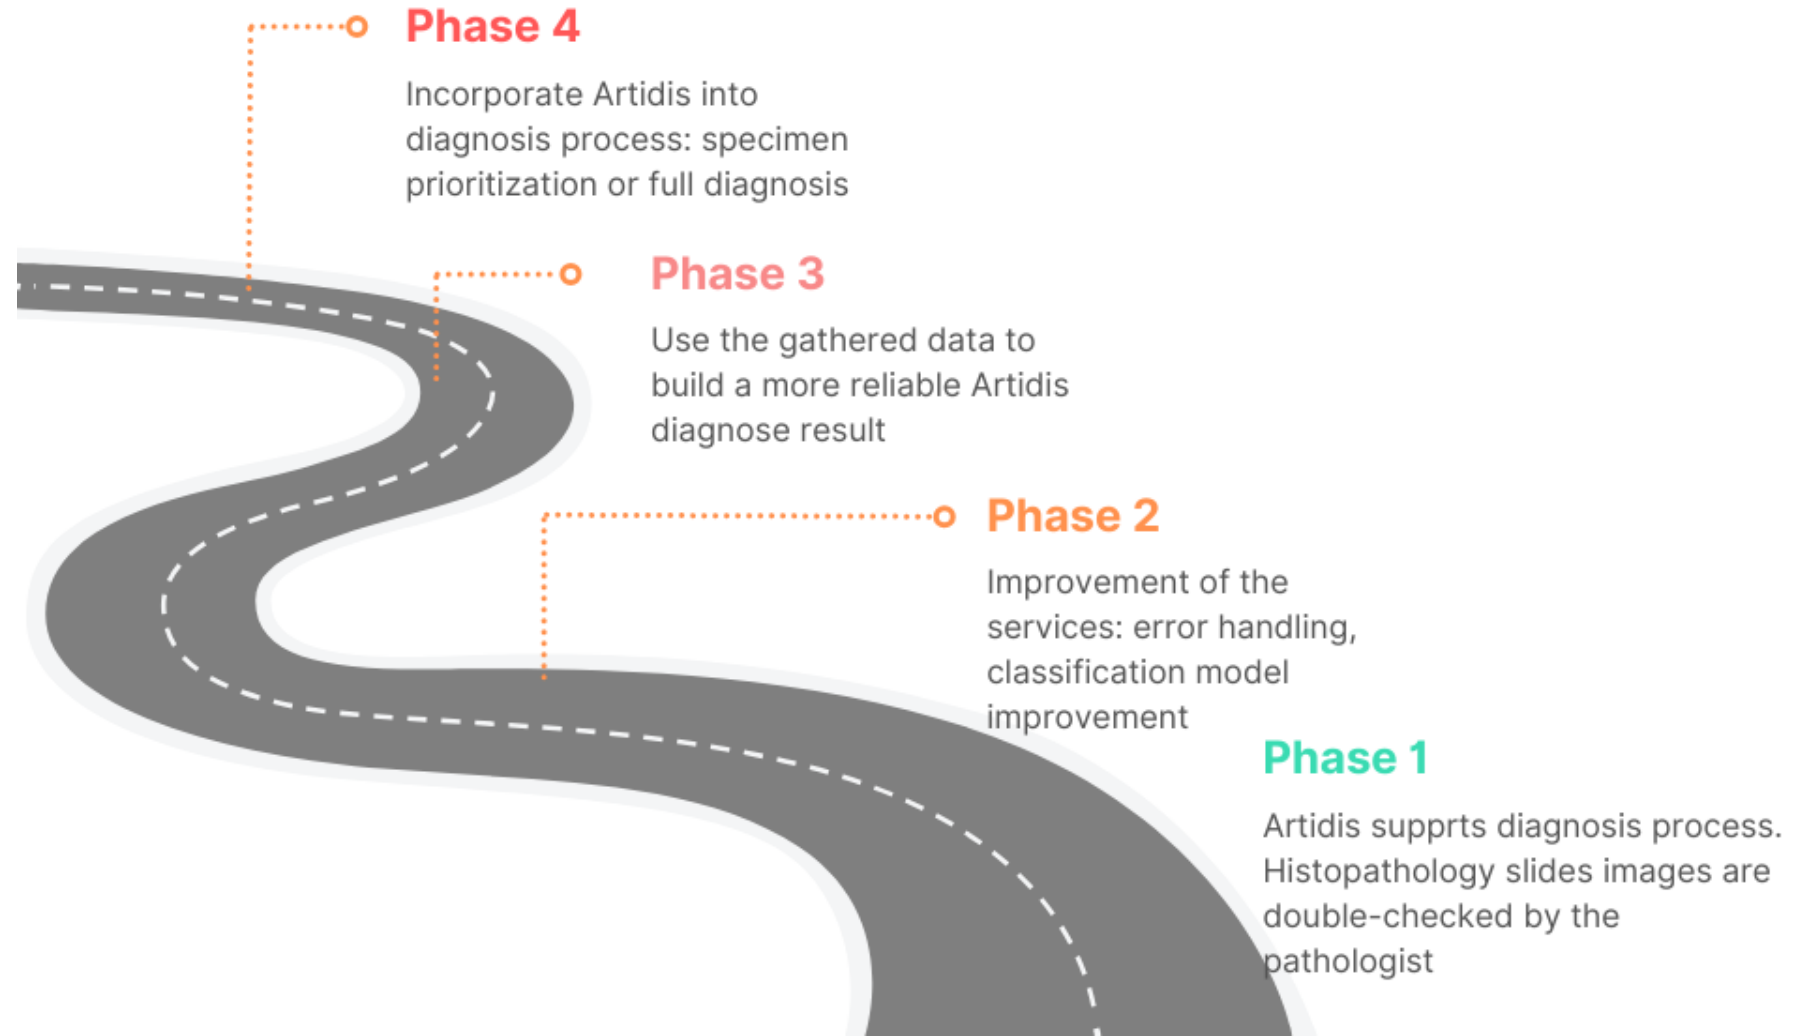 Phase 4
Incorporate Artidis into
diagnosis process: specimen
prioritization or full diagnosis
Phase 3
Use the gathered data to
build a more reliable Artidis
diagnose result
Phase 2
Improvement of the
services: error handling,
classification model
improvement
Phase 1
Artidis supprts diagnosis process.
Histopathology slides images are
double-checked by the
pathologist